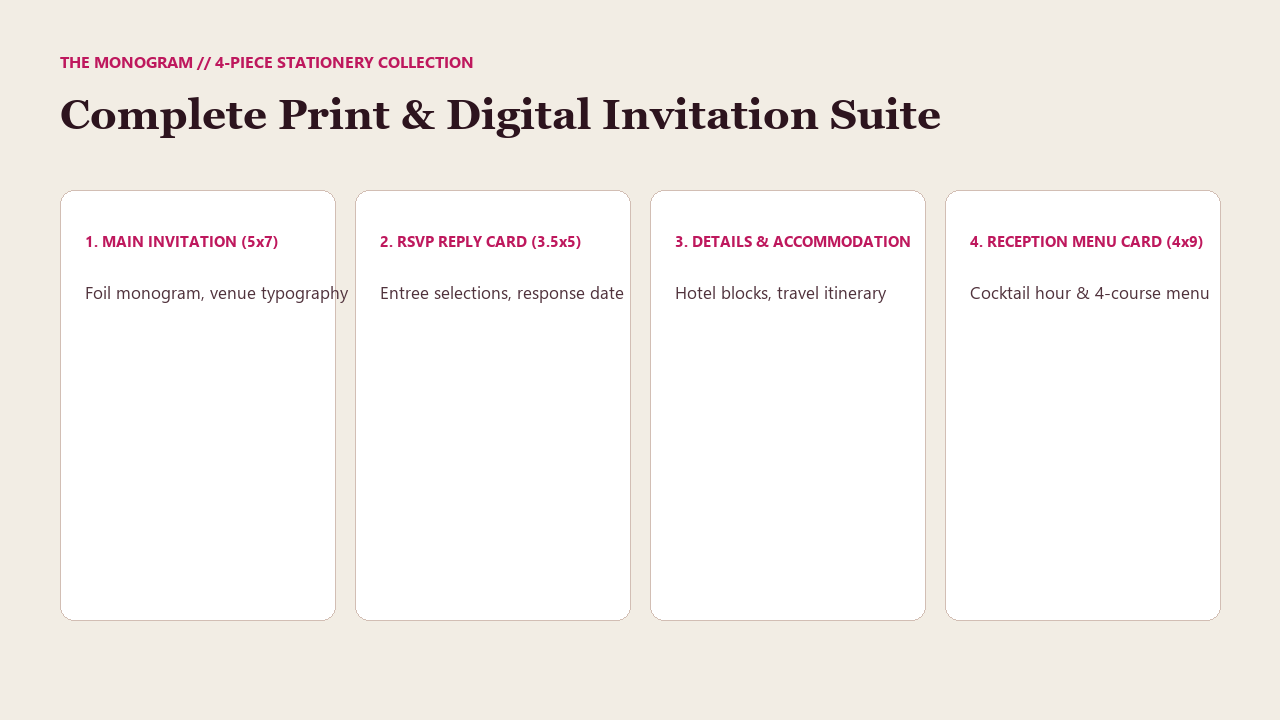 THE MONOGRAM // 4-PIECE STATIONERY COLLECTION
Complete Print & Digital Invitation Suite
1. MAIN INVITATION (5x7)
Foil monogram, venue typography
2. RSVP REPLY CARD (3.5x5)
Entree selections, response date
3. DETAILS & ACCOMMODATION
Hotel blocks, travel itinerary
4. RECEPTION MENU CARD (4x9)
Cocktail hour & 4-course menu